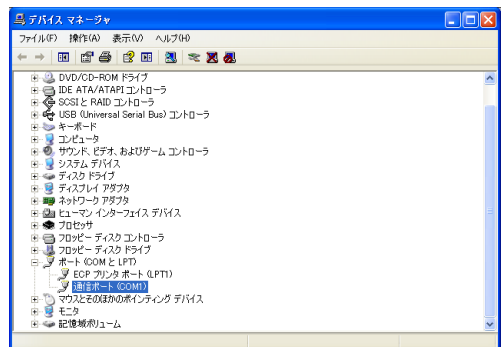 デバイス マネージャ
ファイル(F) 操作(A) 表示(V) ヘルプ(H)
DVD/CD-ROM ドライブ
IDE ATA/ATAPI コントローラ
SCSI と RAID コントローラ
USB (Universal Serial Bus) コントローラ
キーボード
コンピュータ
サウンド、ビデオ、およびゲーム コントローラ
システム デバイス
ディスク ドライブ
ディスプレイ アダプタ
ネットワーク アダプタ
ヒューマン インターフェイス デバイス
プロセッサ
フロッピー ディスク コントローラ
フロッピー ディスク ドライブ
ポート (COM と LPT)
ECP プリンタ ポート (LPT1)
通信ポート (COM1)
マウスとそのほかのポインティング デバイス
モニタ
記憶域ボリューム